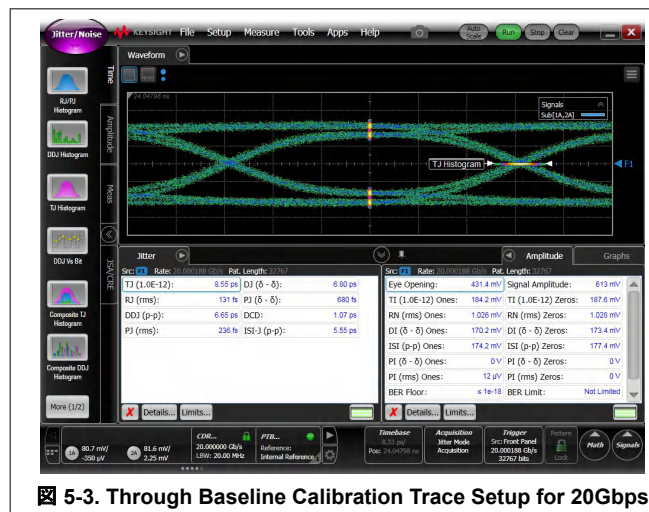 Jitter/Noise
KEYSIGHT File Setup Measure Tools Apps Help
Auto Scale Run Stop Clear
Waveform
RJ/PJ Histogram
DDJ Histogram
TJ Histogram
DDJ Vs Bit
Composite TJ Histogram
Composite DDJ Histogram
More (1/2)
Time
Amplitude
Meas
JSA/CRE
24.04798 ns
Signals
Sub[1A,2A]
TJ Histogram
F1
Jitter
Src: F1 Rate: 20.000188 Gb/s Pat. Length: 32767
TJ (1.0E-12): 8.55 ps DJ (δ - δ): 6.80 ps
RJ (rms): 131 fs PJ (δ - δ): 680 fs
DDJ (p-p): 6.65 ps DCD: 1.07 ps
PJ (rms): 236 fs ISI-J (p-p): 5.55 ps
Details... Limits...
Amplitude Graphs
Src: F1 Rate: 20.000188 Gb/s Pat. Length: 32767
Eye Opening: 431.4 mV Signal Amplitude: 613 mV
TI (1.0E-12) Ones: 184.2 mV TI (1.0E-12) Zeros: 187.6 mV
RN (rms) Ones: 1.026 mV RN (rms) Zeros: 1.028 mV
DI (δ - δ) Ones: 170.2 mV DI (δ - δ) Zeros: 173.4 mV
ISI (p-p) Ones: 174.2 mV ISI (p-p) Zeros: 177.4 mV
PI (δ - δ) Ones: 0 V PI (δ - δ) Zeros: 0 V
PI (rms) Ones: 12 µV PI (rms) Zeros: 0 V
BER Floor: ≤ 1e-18 BER Limit: Not Limited
Details... Limits...
1A 80.7 mV/ -350 µV
2A 81.6 mV/ 2.25 mV
CDR...
20.000000 Gb/s
LBW: 20.00 MHz
PTB...
Reference:
Internal Reference
Timebase
8.33 ps/
Pos: 24.04798 ns
Acquisition
Jitter Mode
Acquisition
Trigger
Src: Front Panel
20.000188 Gb/s
32767 bits
Pattern
Lock
Math
Signals
図 5-3. Through Baseline Calibration Trace Setup for 20Gbps